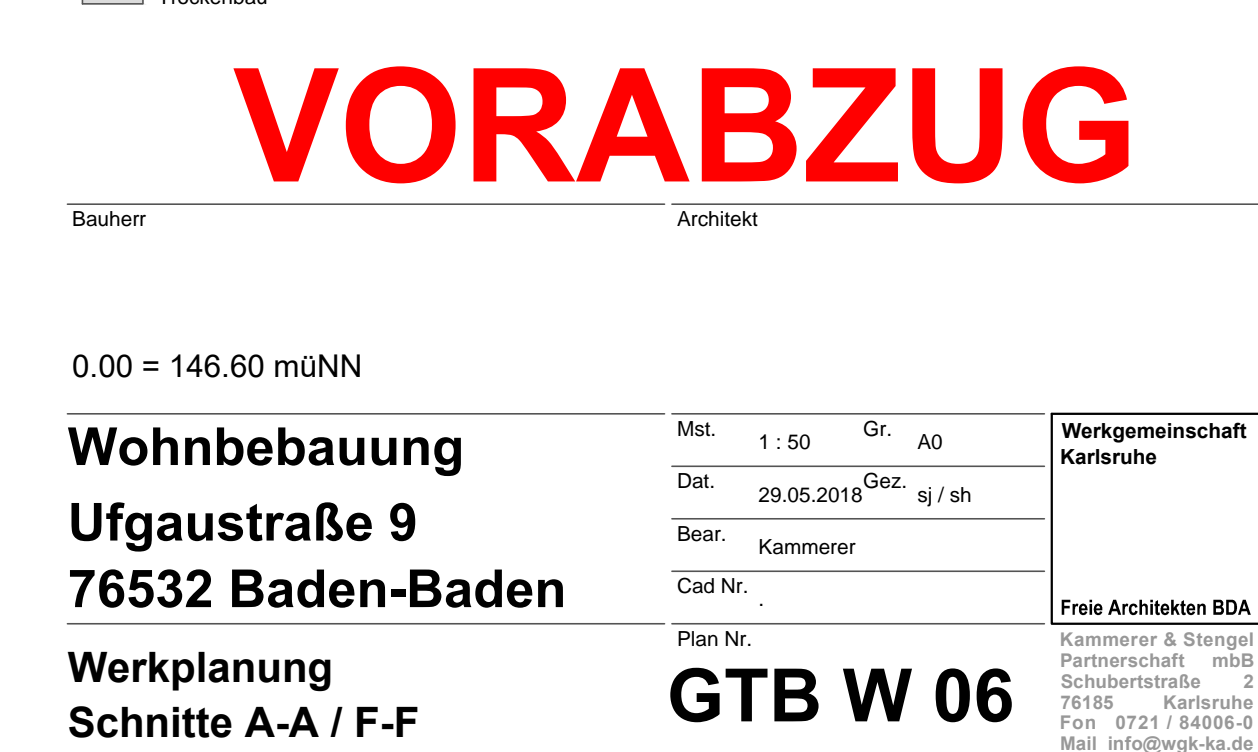 Trockenbau
VORABZUG
Bauherr
Architekt
0.00 = 146.60 müNN
Wohnbebauung
Ufgaustraße 9
76532 Baden-Baden
Mst. 1 : 50 Gr. A0
Dat. 29.05.2018 Gez. sj / sh
Bear. Kammerer
Cad Nr. .
Werkgemeinschaft
Karlsruhe
Freie Architekten BDA
Werkplanung
Schnitte A-A / F-F
Plan Nr.
GTB W 06
Kammerer & Stengel
Partnerschaft mbB
Schubertstraße 2
76185 Karlsruhe
Fon 0721 / 84006-0
Mail info@wgk-ka.de